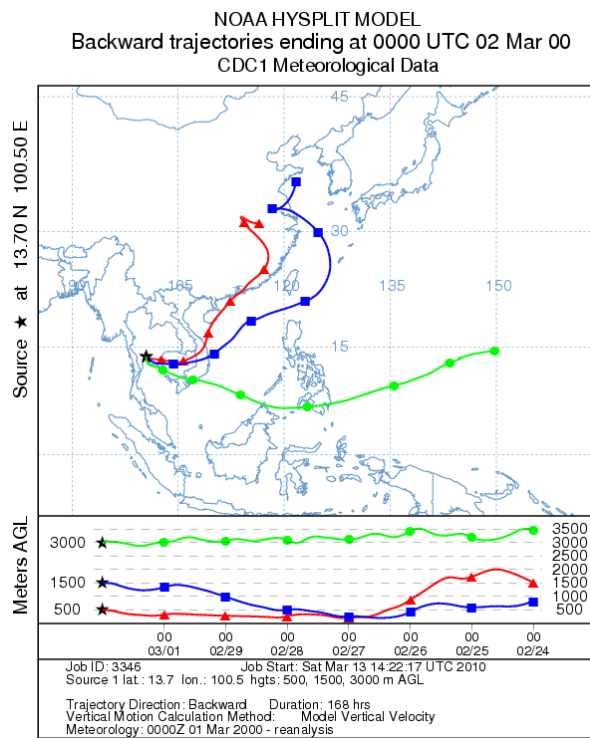 NOAA HYSPLIT MODEL
Backward trajectories ending at 0000 UTC 02 Mar 00
CDC1 Meteorological Data
Source ★ at 13.70 N 100.50 E
45
30
90 105 120 135 150
15
Meters AGL
3000
1500
500
3500
3000
2500
2000
1500
1000
500
00 00 00 00 00 00 00
03/01 02/29 02/28 02/27 02/26 02/25 02/24
Job ID: 3346 Job Start: Sat Mar 13 14:22:17 UTC 2010
Source 1 lat.: 13.7 lon.: 100.5 hgts: 500, 1500, 3000 m AGL
Trajectory Direction: Backward Duration: 168 hrs
Vertical Motion Calculation Method: Model Vertical Velocity
Meteorology: 0000Z 01 Mar 2000 - reanalysis